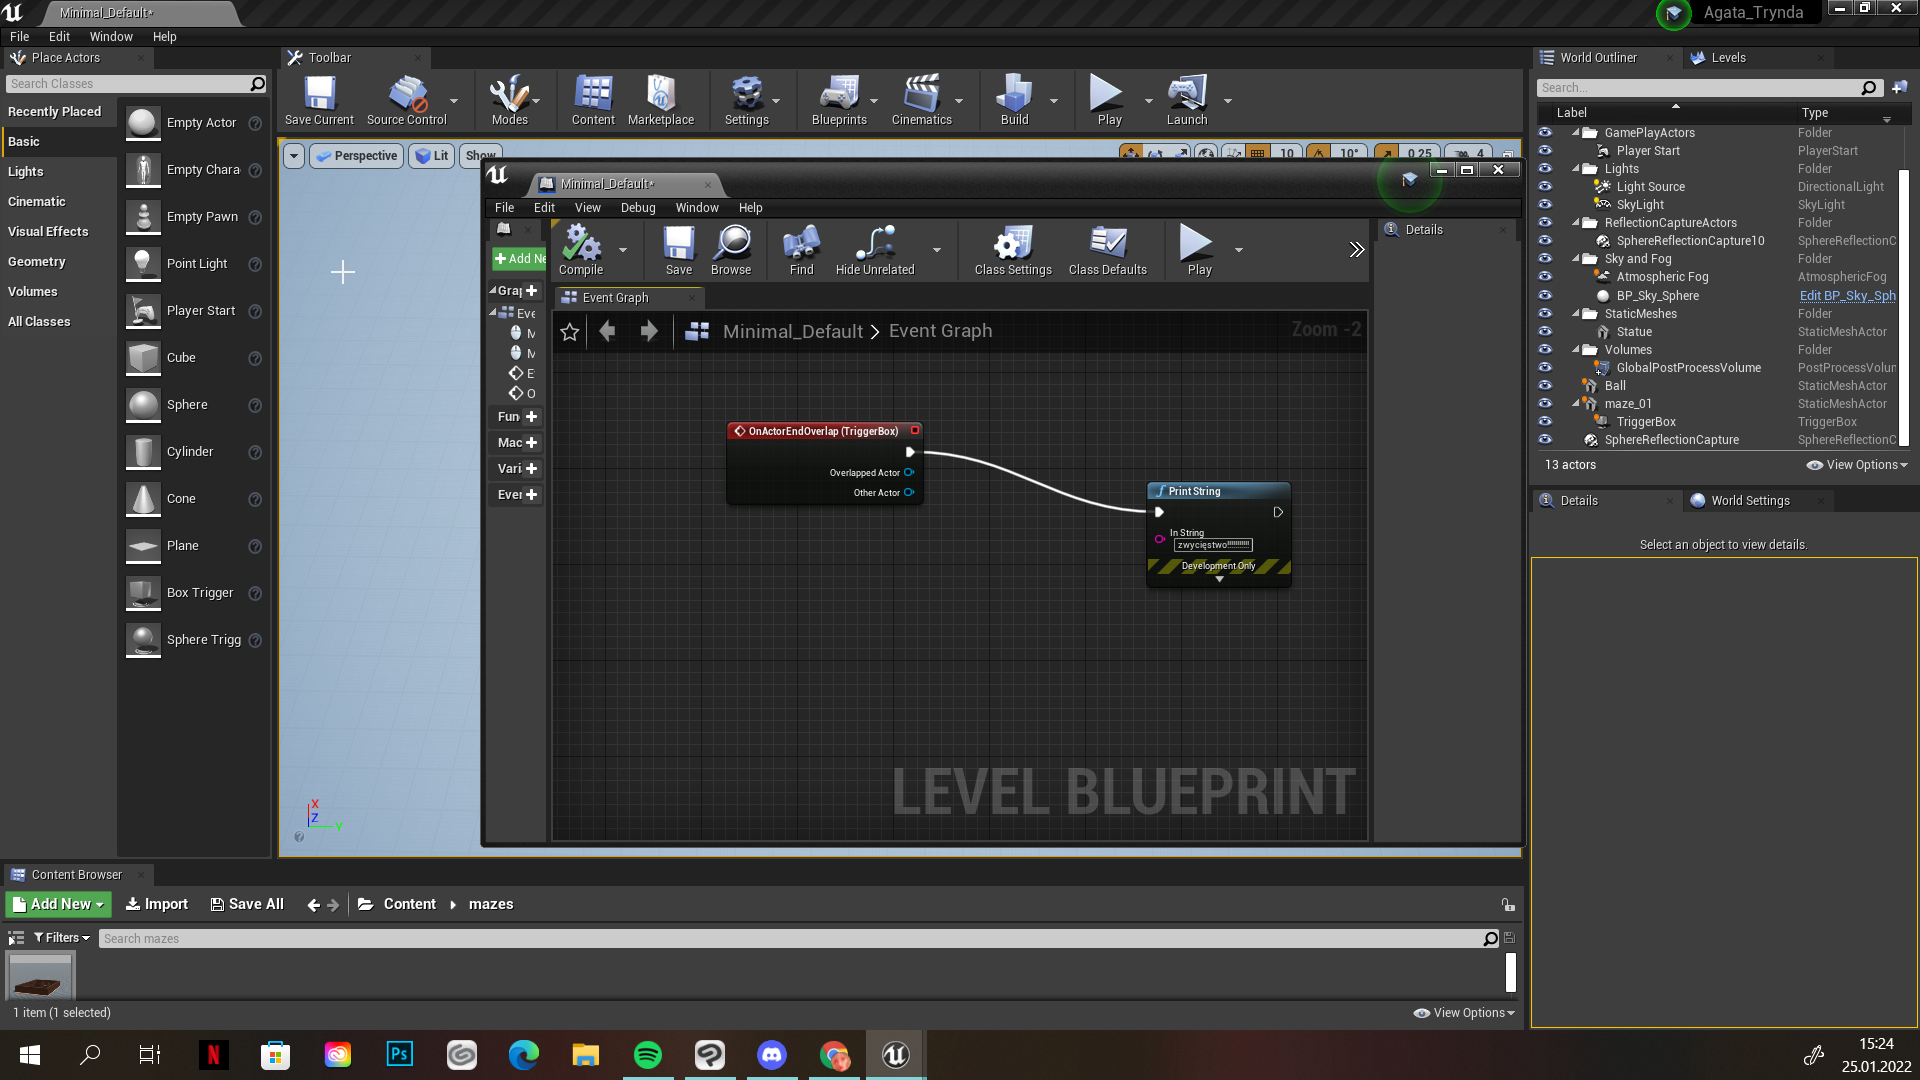 Minimal_Default*
Agata_Trynda
File Edit Window Help
Place Actors
Search Classes
Recently Placed
Basic
Lights
Cinematic
Visual Effects
Geometry
Volumes
All Classes
Empty Actor
Empty Chara
Empty Pawn
Point Light
Player Start
Cube
Sphere
Cylinder
Cone
Plane
Box Trigger
Sphere Trigg
Toolbar
Save Current
Source Control
Modes
Content
Marketplace
Settings
Blueprints
Cinematics
Build
Play
Launch
Perspective
Lit
Show
10
10°
0.25
4
Minimal_Default*
File Edit View Debug Window Help
Add Ne
Compile
Save
Browse
Find
Hide Unrelated
Class Settings
Class Defaults
Play
Details
Graj
Eve
M
M
E
O
Fun
Mac
Vari
Ever
Event Graph
Minimal_Default > Event Graph
Zoom -2
OnActorEndOverlap (TriggerBox)
Overlapped Actor
Other Actor
Print String
In String
Development Only
LEVEL BLUEPRINT
World Outliner
Levels
Search...
Label Type
GamePlayActors Folder
Player Start PlayerStart
Lights Folder
Light Source DirectionalLight
SkyLight SkyLight
ReflectionCaptureActors Folder
SphereReflectionCapture10 SphereReflectionC
Sky and Fog Folder
Atmospheric Fog AtmosphericFog
BP_Sky_Sphere Edit BP_Sky_Sph
StaticMeshes Folder
Statue StaticMeshActor
Volumes Folder
GlobalPostProcessVolume PostProcessVolun
Ball StaticMeshActor
maze_01 StaticMeshActor
TriggerBox TriggerBox
SphereReflectionCapture SphereReflectionC
13 actors
View Options
Details
World Settings
Select an object to view details.
Content Browser
Add New
Import
Save All
Content
mazes
Filters
Search mazes
1 item (1 selected)
View Options
N
Ps
15:24
25.01.2022